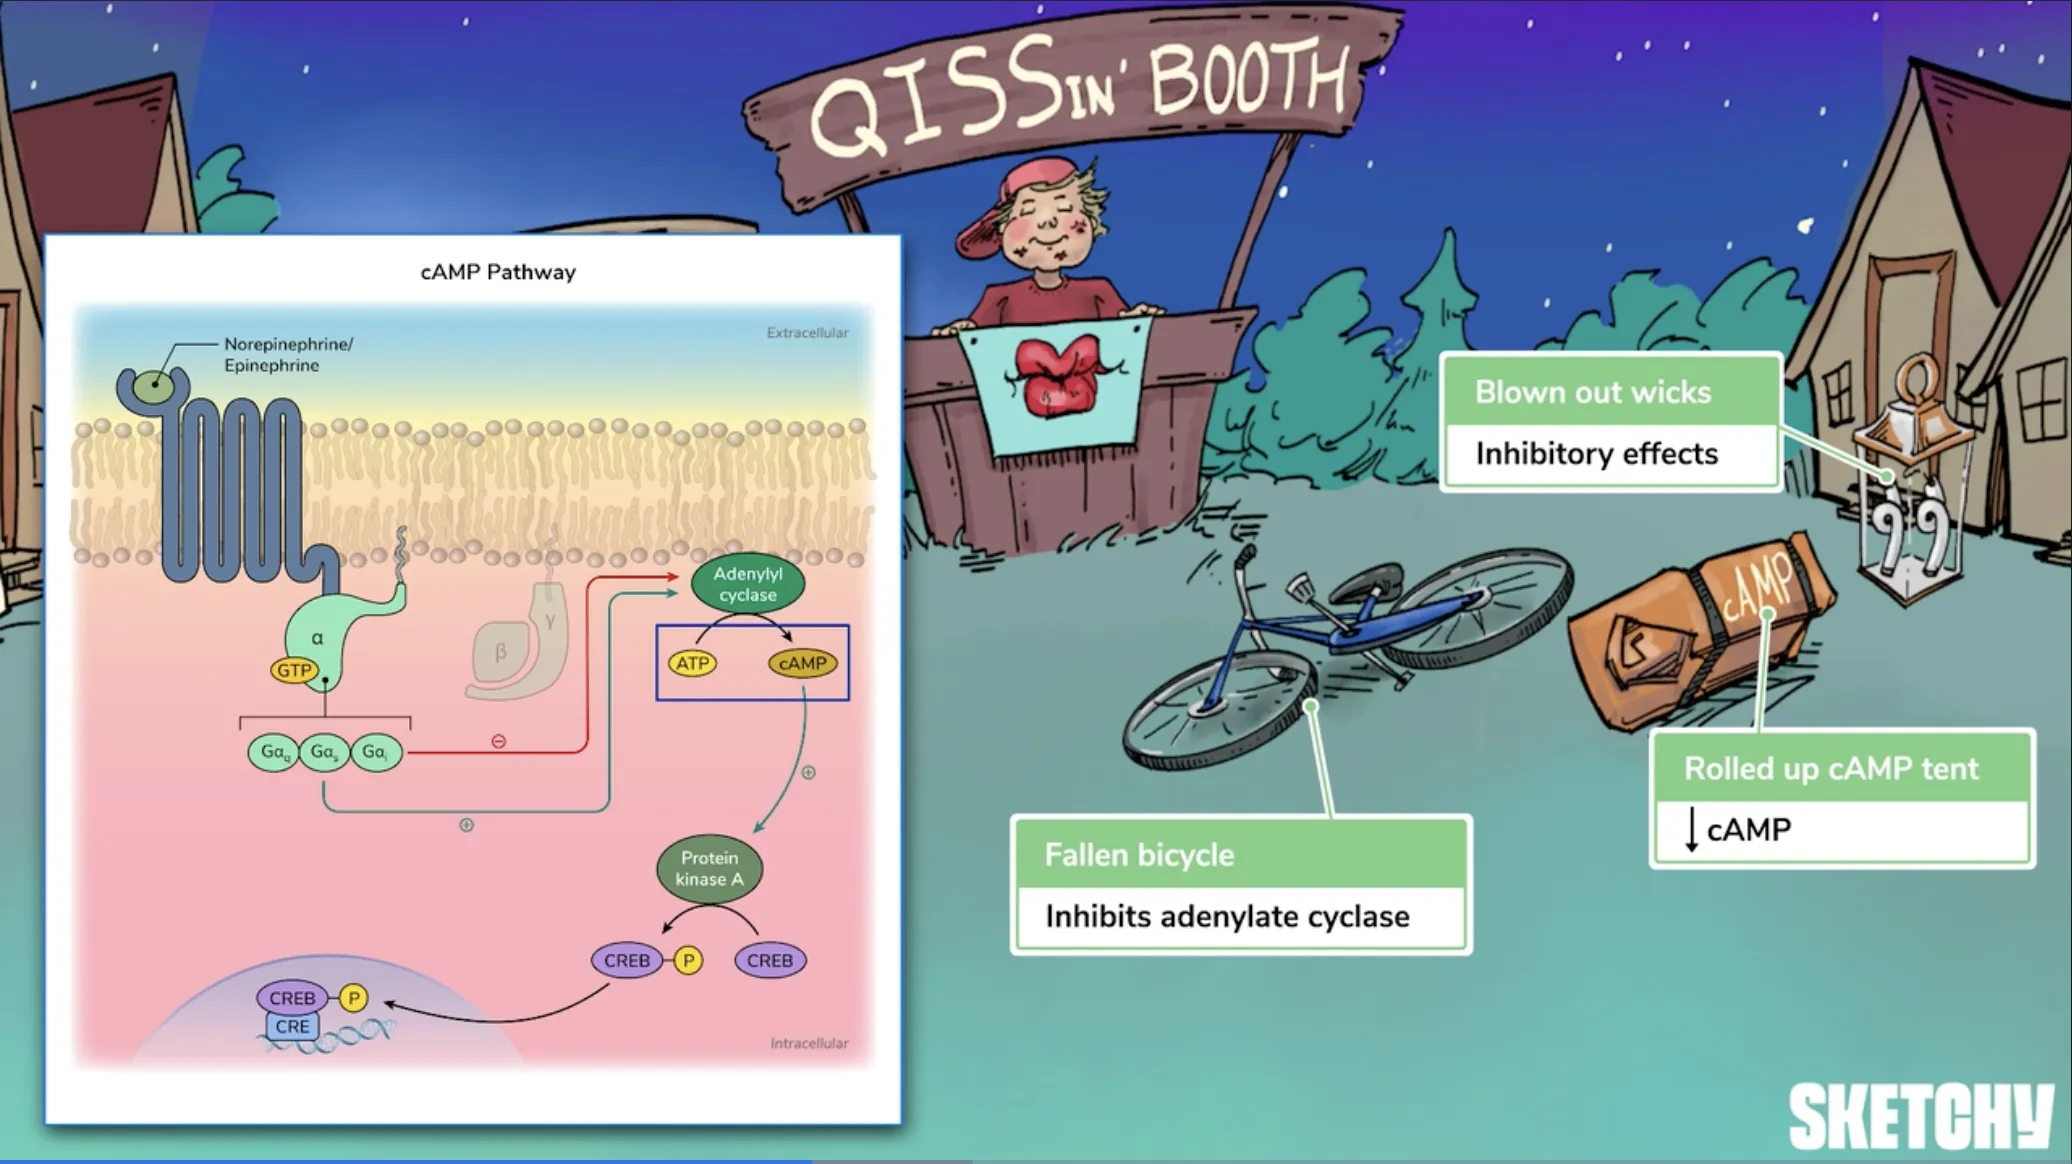 QISSIN' BOOTH
cAMP Pathway
Extracellular
Norepinephrine/
Epinephrine
Adenylyl
cyclase
α
β
γ
GTP
ATP
cAMP
Gαq
Gαs
Gαi
⊖
⊕
⊕
Protein
kinase A
CREB
P
CREB
CREB
P
CRE
Intracellular
Blown out wicks
Inhibitory effects
cAMP
Rolled up cAMP tent
↓ cAMP
Fallen bicycle
Inhibits adenylate cyclase
SKETCHY